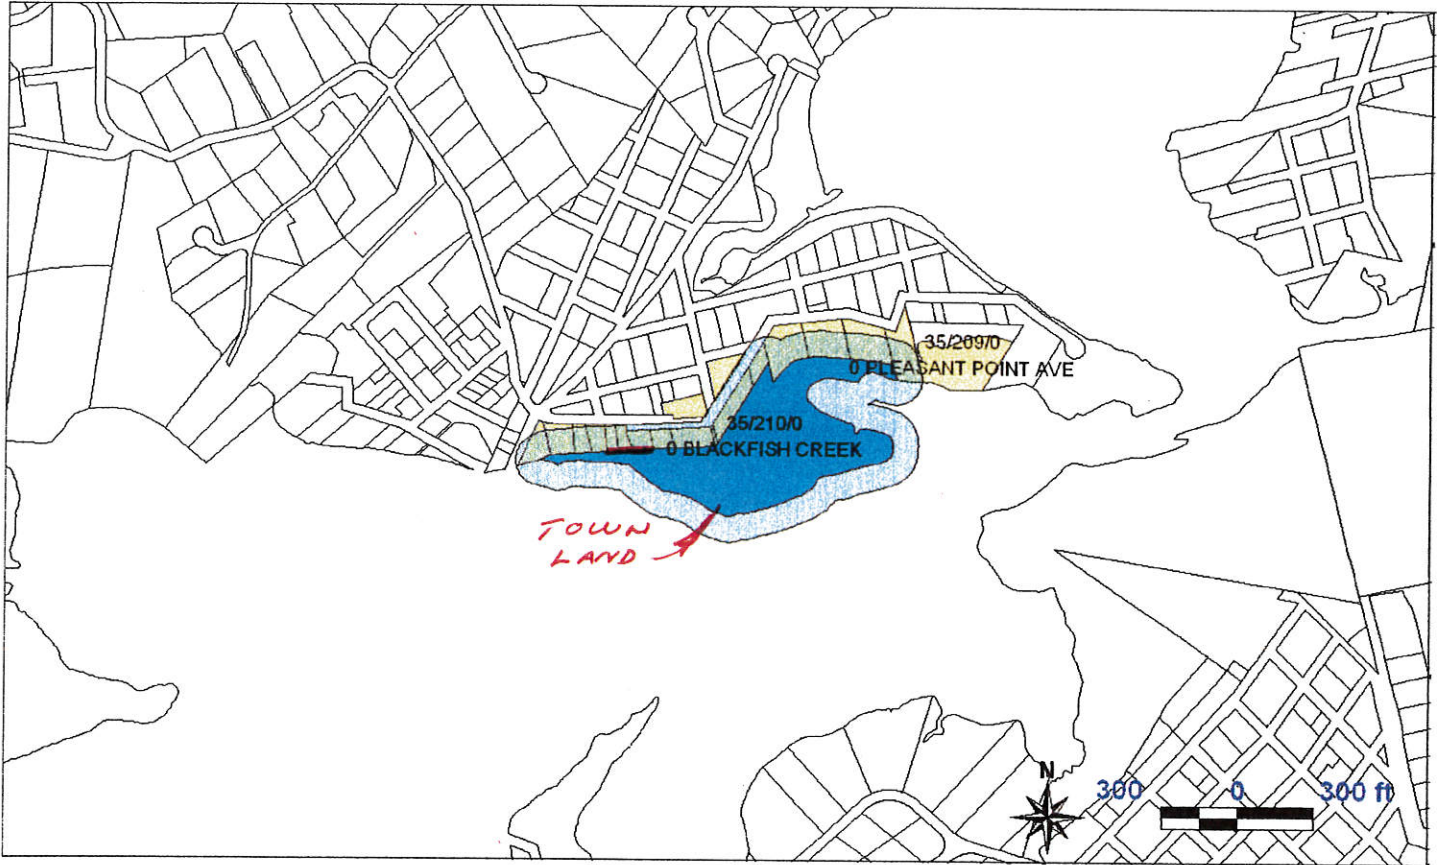 35/209/0
0 PLEASANT POINT AVE
35/210/0
0 BLACKFISH CREEK
TOWN
LAND
N
300 0 300 ft